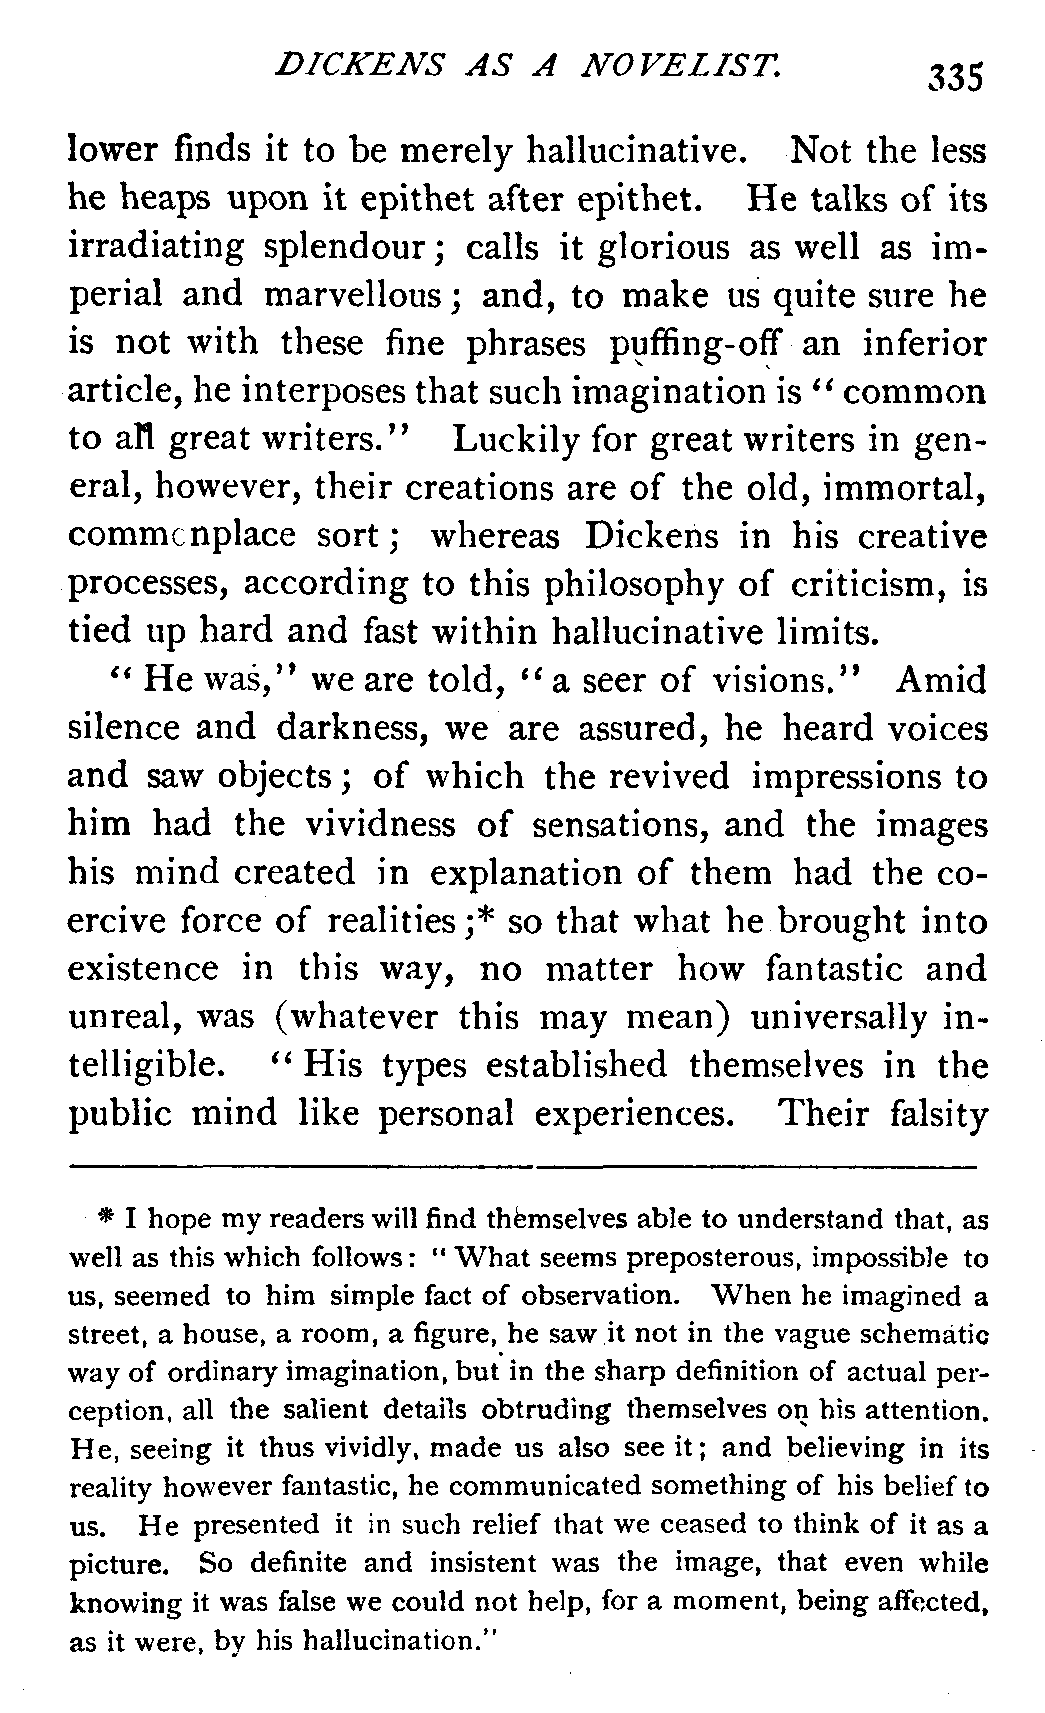 DICKENS AS A NOVELIST. 335
lower finds it to be merely hallucinative. Not the less
he heaps upon it epithet after epithet. He talks of its
irradiating splendour; calls it glorious as well as im-
perial and marvellous; and, to make us quite sure he
is not with these fine phrases puffing-off an inferior
article, he interposes that such imagination is "common
to all great writers." Luckily for great writers in gen-
eral, however, their creations are of the old, immortal,
commonplace sort; whereas Dickens in his creative
processes, according to this philosophy of criticism, is
tied up hard and fast within hallucinative limits.
"He was," we are told, "a seer of visions." Amid
silence and darkness, we are assured, he heard voices
and saw objects; of which the revived impressions to
him had the vividness of sensations, and the images
his mind created in explanation of them had the co-
ercive force of realities;* so that what he brought into
existence in this way, no matter how fantastic and
unreal, was (whatever this may mean) universally in-
telligible. "His types established themselves in the
public mind like personal experiences. Their falsity
* I hope my readers will find themselves able to understand that, as
well as this which follows: "What seems preposterous, impossible to
us, seemed to him simple fact of observation. When he imagined a
street, a house, a room, a figure, he saw it not in the vague schematic
way of ordinary imagination, but in the sharp definition of actual per-
ception, all the salient details obtruding themselves on his attention.
He, seeing it thus vividly, made us also see it; and believing in its
reality however fantastic, he communicated something of his belief to
us. He presented it in such relief that we ceased to think of it as a
picture. So definite and insistent was the image, that even while
knowing it was false we could not help, for a moment, being affected,
as it were, by his hallucination."